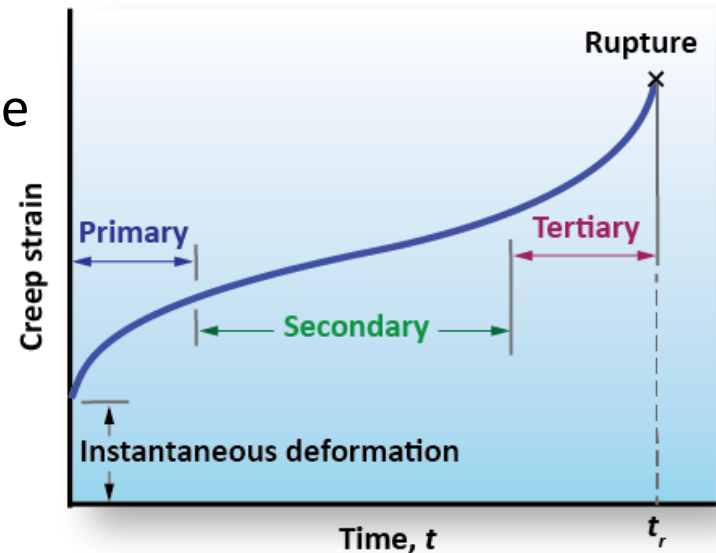 Rupture
e
Creep strain
Primary
Tertiary
Secondary
Instantaneous deformation
Time, t
tr